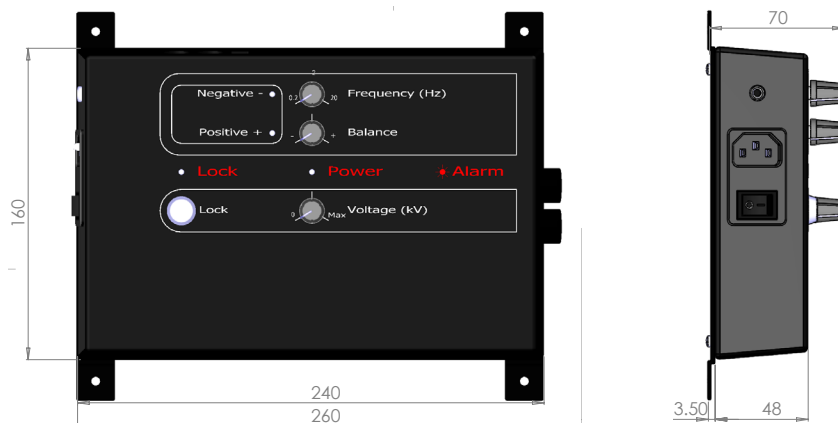 70
2
Negative -
0.2
20
Frequency (Hz)
Positive +
-
+
Balance
Lock
Power
Alarm
160
Lock
0
Max
Voltage (kV)
240
260
3.50
48